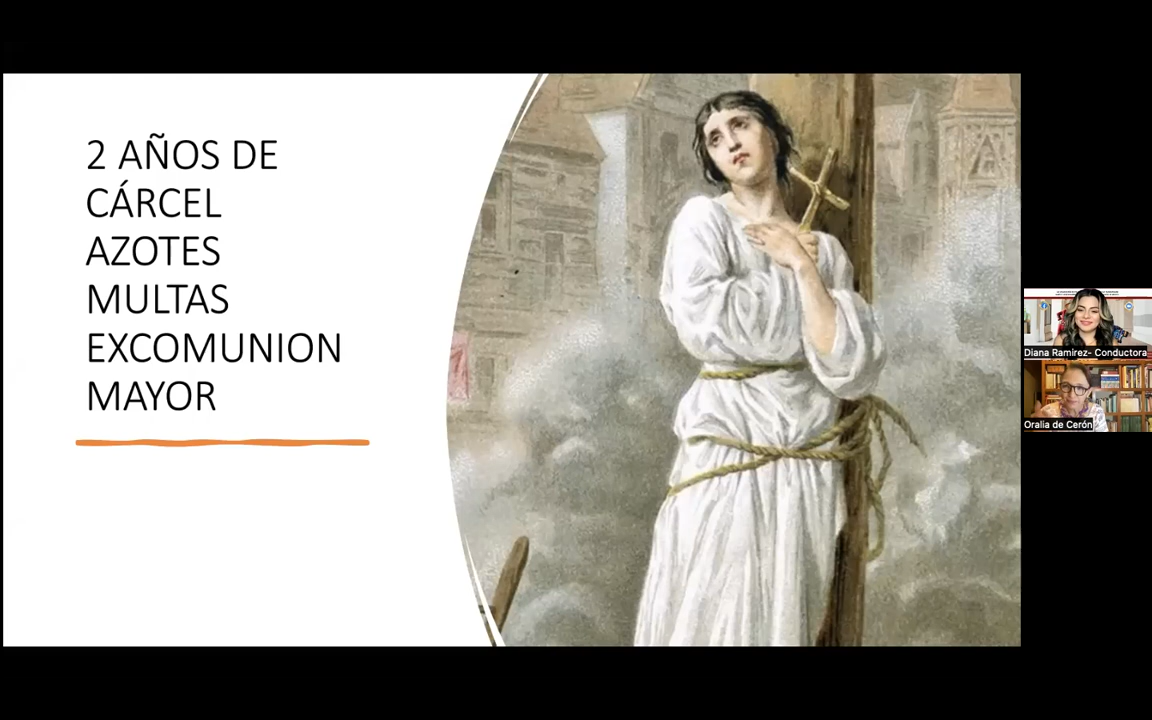 2 AÑOS DE
CÁRCEL
AZOTES
MULTAS
EXCOMUNION
MAYOR
Diana Ramirez- Conductora
Oralia de Cerón